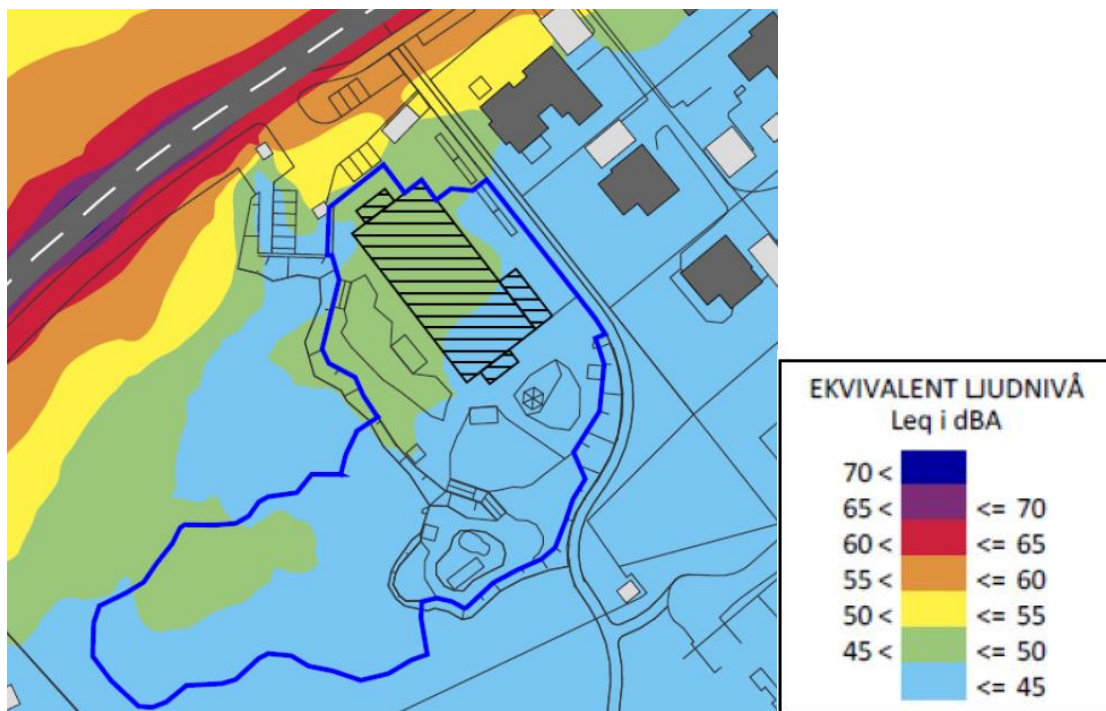 EKVIVALENT LJUDNIVÅ
Leq i dBA
70 <
65 < <= 70
60 < <= 65
55 < <= 60
50 < <= 55
45 < <= 50
<= 45